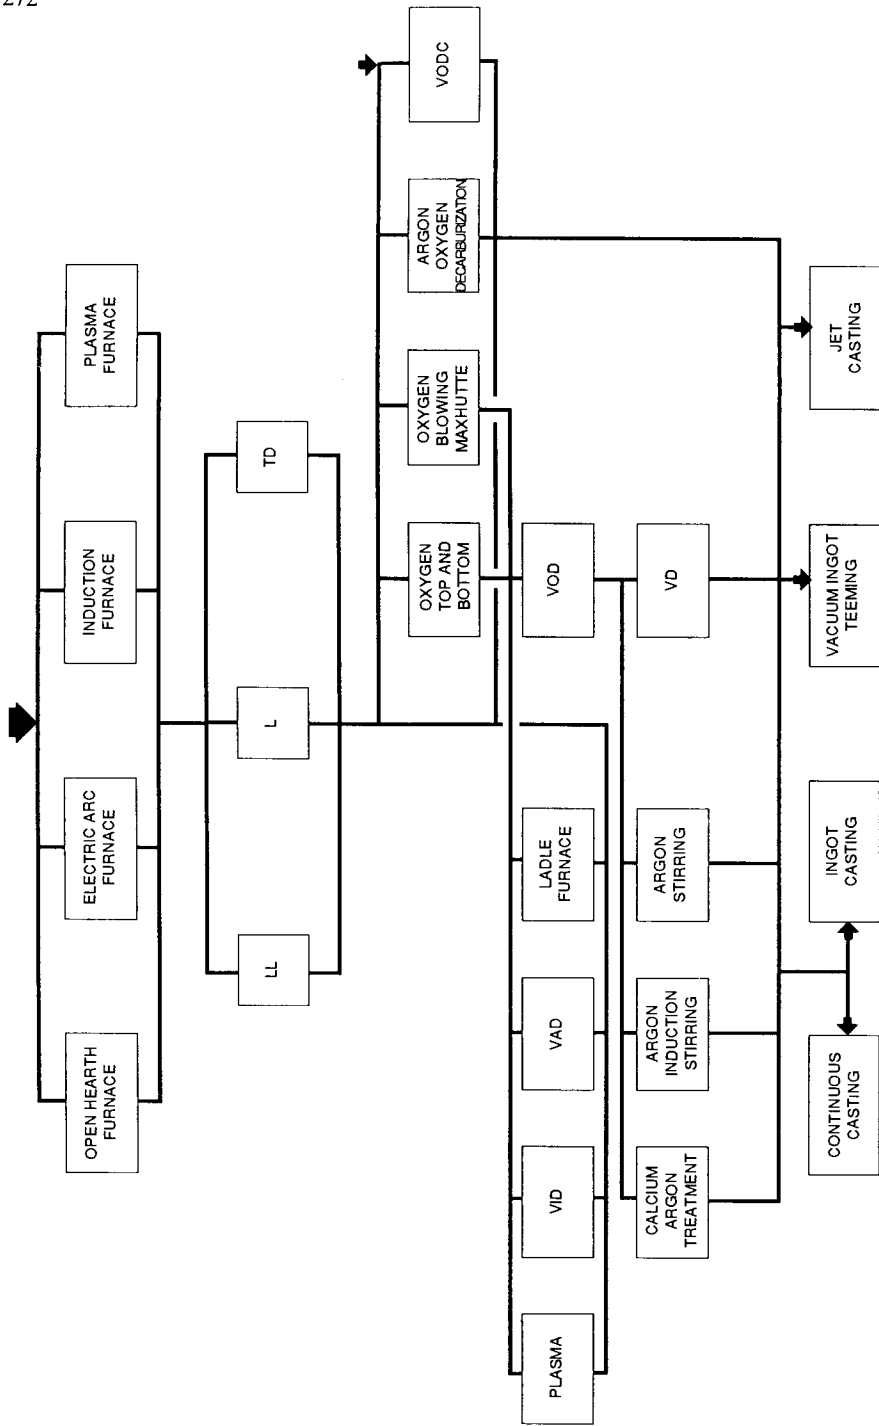 272
OPEN HEARTH
FURNACE
ELECTRIC ARC
FURNACE
INDUCTION
FURNACE
PLASMA
FURNACE
LL
L
TD
OXYGEN
TOP AND
BOTTOM
OXYGEN
BLOWING
MAXHUTTE
ARGON
OXYGEN
DECARBURIZATION
VODC
PLASMA
VID
VAD
LADLE
FURNACE
VOD
CALCIUM
ARGON
TREATMENT
ARGON
INDUCTION
STIRRING
ARGON
STIRRING
VD
CONTINUOUS
CASTING
INGOT
CASTING
VACUUM INGOT
TEEMING
JET
CASTING